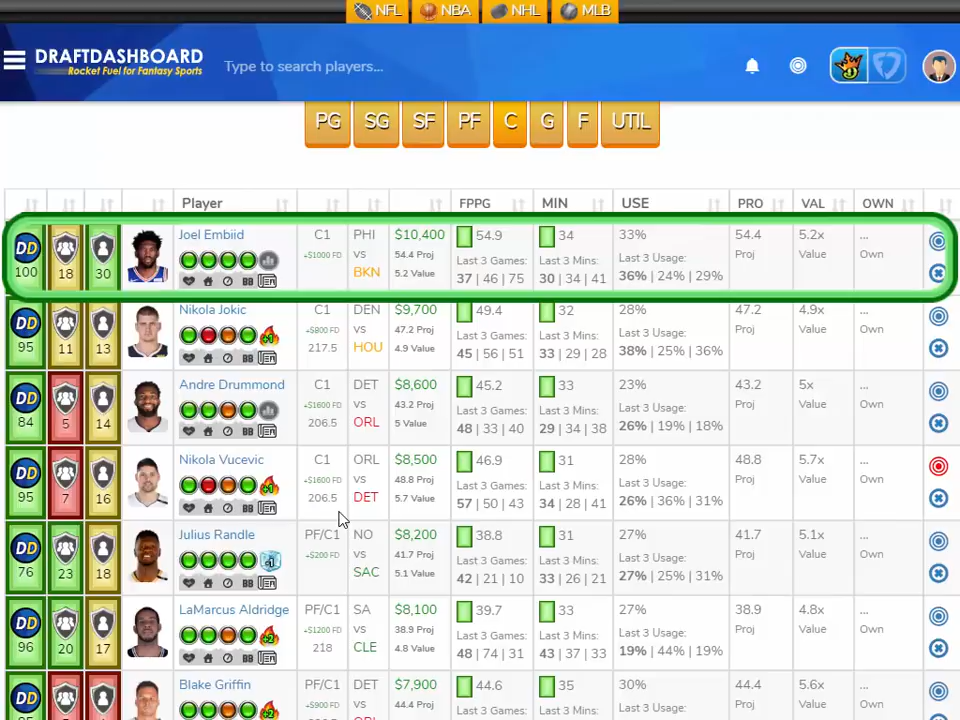 NFL NBA NHL MLB
DRAFTDASHBOARD
Rocket Fuel for Fantasy Sports
Type to search players...
PG SG SF PF C G F UTIL
Player FPPG MIN USE PRO VAL OWN
DD 100 18 30 Joel Embiid C1 +$1000 FD PHI VS BKN $10,400 54.4 Proj 5.2 Value 54.9 Last 3 Games: 37 | 46 | 75 34 Last 3 Mins: 30 | 34 | 41 33% Last 3 Usage: 36% | 24% | 29% 54.4 Proj 5.2x Value ... Own
BB
DD 95 11 13 Nikola Jokic +1 C1 +$800 FD 217.5 DEN VS HOU $9,700 47.2 Proj 4.9 Value 49.4 Last 3 Games: 45 | 56 | 51 32 Last 3 Mins: 33 | 29 | 28 28% Last 3 Usage: 38% | 25% | 36% 47.2 Proj 4.9x Value ... Own
BB
DD 84 5 14 Andre Drummond C1 +$1600 FD 206.5 DET VS ORL $8,600 43.2 Proj 5 Value 45.2 Last 3 Games: 48 | 33 | 40 33 Last 3 Mins: 29 | 34 | 38 23% Last 3 Usage: 26% | 19% | 18% 43.2 Proj 5x Value ... Own
BB
DD 95 7 16 Nikola Vucevic +1 C1 +$1600 FD 206.5 ORL VS DET $8,500 48.8 Proj 5.7 Value 46.9 Last 3 Games: 57 | 50 | 43 31 Last 3 Mins: 34 | 28 | 41 28% Last 3 Usage: 26% | 36% | 31% 48.8 Proj 5.7x Value ... Own
BB
DD 76 23 18 Julius Randle -1 PF/C1 +$200 FD NO VS SAC $8,200 41.7 Proj 5.1 Value 38.8 Last 3 Games: 42 | 21 | 10 31 Last 3 Mins: 33 | 26 | 21 27% Last 3 Usage: 27% | 25% | 31% 41.7 Proj 5.1x Value ... Own
BB
DD 96 20 17 LaMarcus Aldridge +2 PF/C1 +$1200 FD 218 SA VS CLE $8,100 38.9 Proj 4.8 Value 39.7 Last 3 Games: 48 | 74 | 31 33 Last 3 Mins: 43 | 37 | 33 27% Last 3 Usage: 19% | 44% | 19% 38.9 Proj 4.8x Value ... Own
BB
DD Blake Griffin +2 PF/C1 +$900 FD DET VS $7,900 44.4 Proj 44.6 Last 3 Games: 35 Last 3 Mins: 30% Last 3 Usage: 44.4 Proj 5.6x Value ... Own